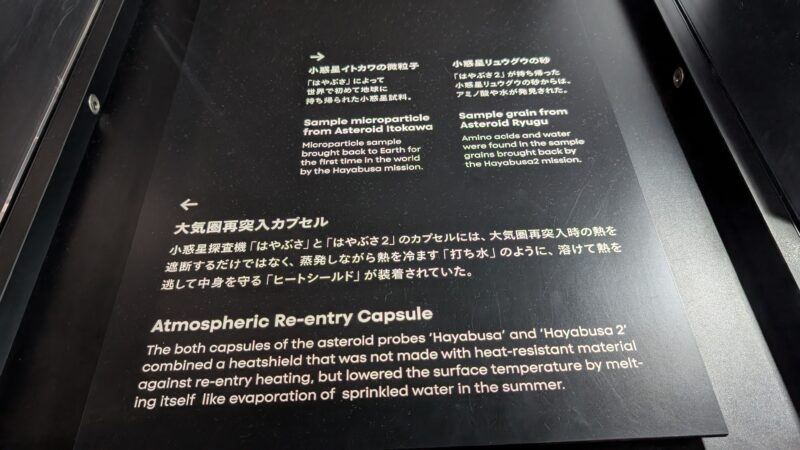 →
小惑星イトカワの微粒子
「はやぶさ」によって
世界で初めて地球に
持ち帰られた小惑星試料。
Sample microparticle
from Asteroid Itokawa
Microparticle sample
brought back to Earth for
the first time in the world
by the Hayabusa mission.
小惑星リュウグウの砂
「はやぶさ2」が持ち帰った
小惑星リュウグウの砂からは、
アミノ酸や水が発見された。
Sample grain from
Asteroid Ryugu
Amino acids and water
were found in the sample
grains brought back by
the Hayabusa2 mission.
←
大気圏再突入カプセル
小惑星探査機「はやぶさ」と「はやぶさ2」のカプセルには、大気圏再突入時の熱を
遮断するだけではなく、蒸発しながら熱を冷ます「打ち水」のように、溶けて熱を
逃して中身を守る「ヒートシールド」が装着されていた。
Atmospheric Re-entry Capsule
The both capsules of the asteroid probes ‘Hayabusa’ and ‘Hayabusa 2’
combined a heatshield that was not made with heat-resistant material
against re-entry heating, but lowered the surface temperature by melt-
ing itself like evaporation of sprinkled water in the summer.